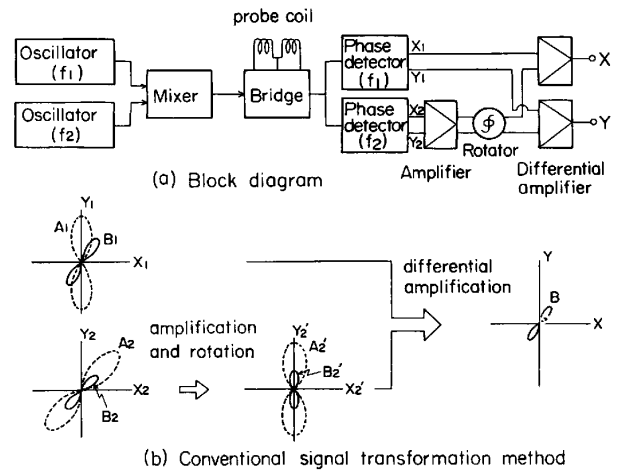 probe coil
Oscillator
(f1)
Oscillator
(f2)
Mixer
Bridge
Phase
detector
(f1)
Phase
detector
(f2)
X1
Y1
X2
Y2
Amplifier
Rotator
Differential
amplifier
X
Y
(a) Block diagram
Y1
A1
B1
X1
Y2
A2
X2
B2
amplification
and rotation
Y2'
A2'
B2'
X2'
differential
amplification
Y
B
X
(b) Conventional signal transformation method